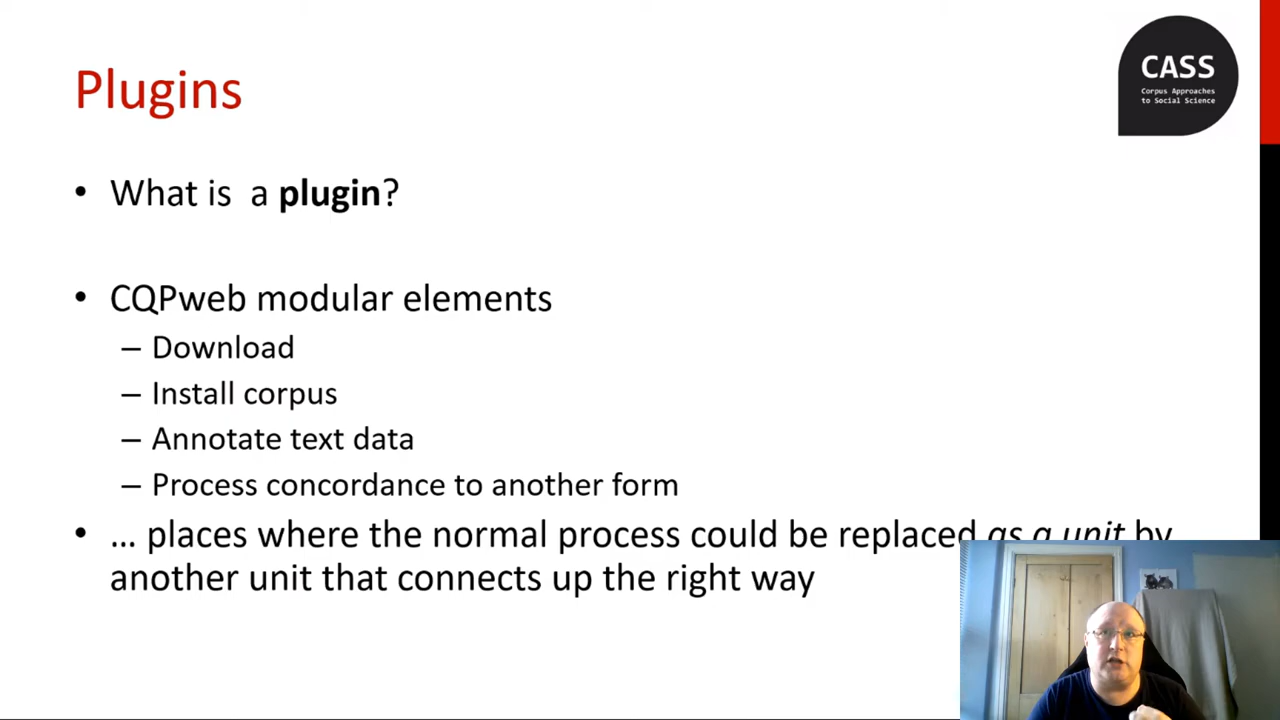 CASS
Corpus Approaches
to Social Science
Plugins
• What is  a plugin?
• CQPweb modular elements
– Download
– Install corpus
– Annotate text data
– Process concordance to another form
• … places where the normal process could be replaced as a unit by
another unit that connects up the right way